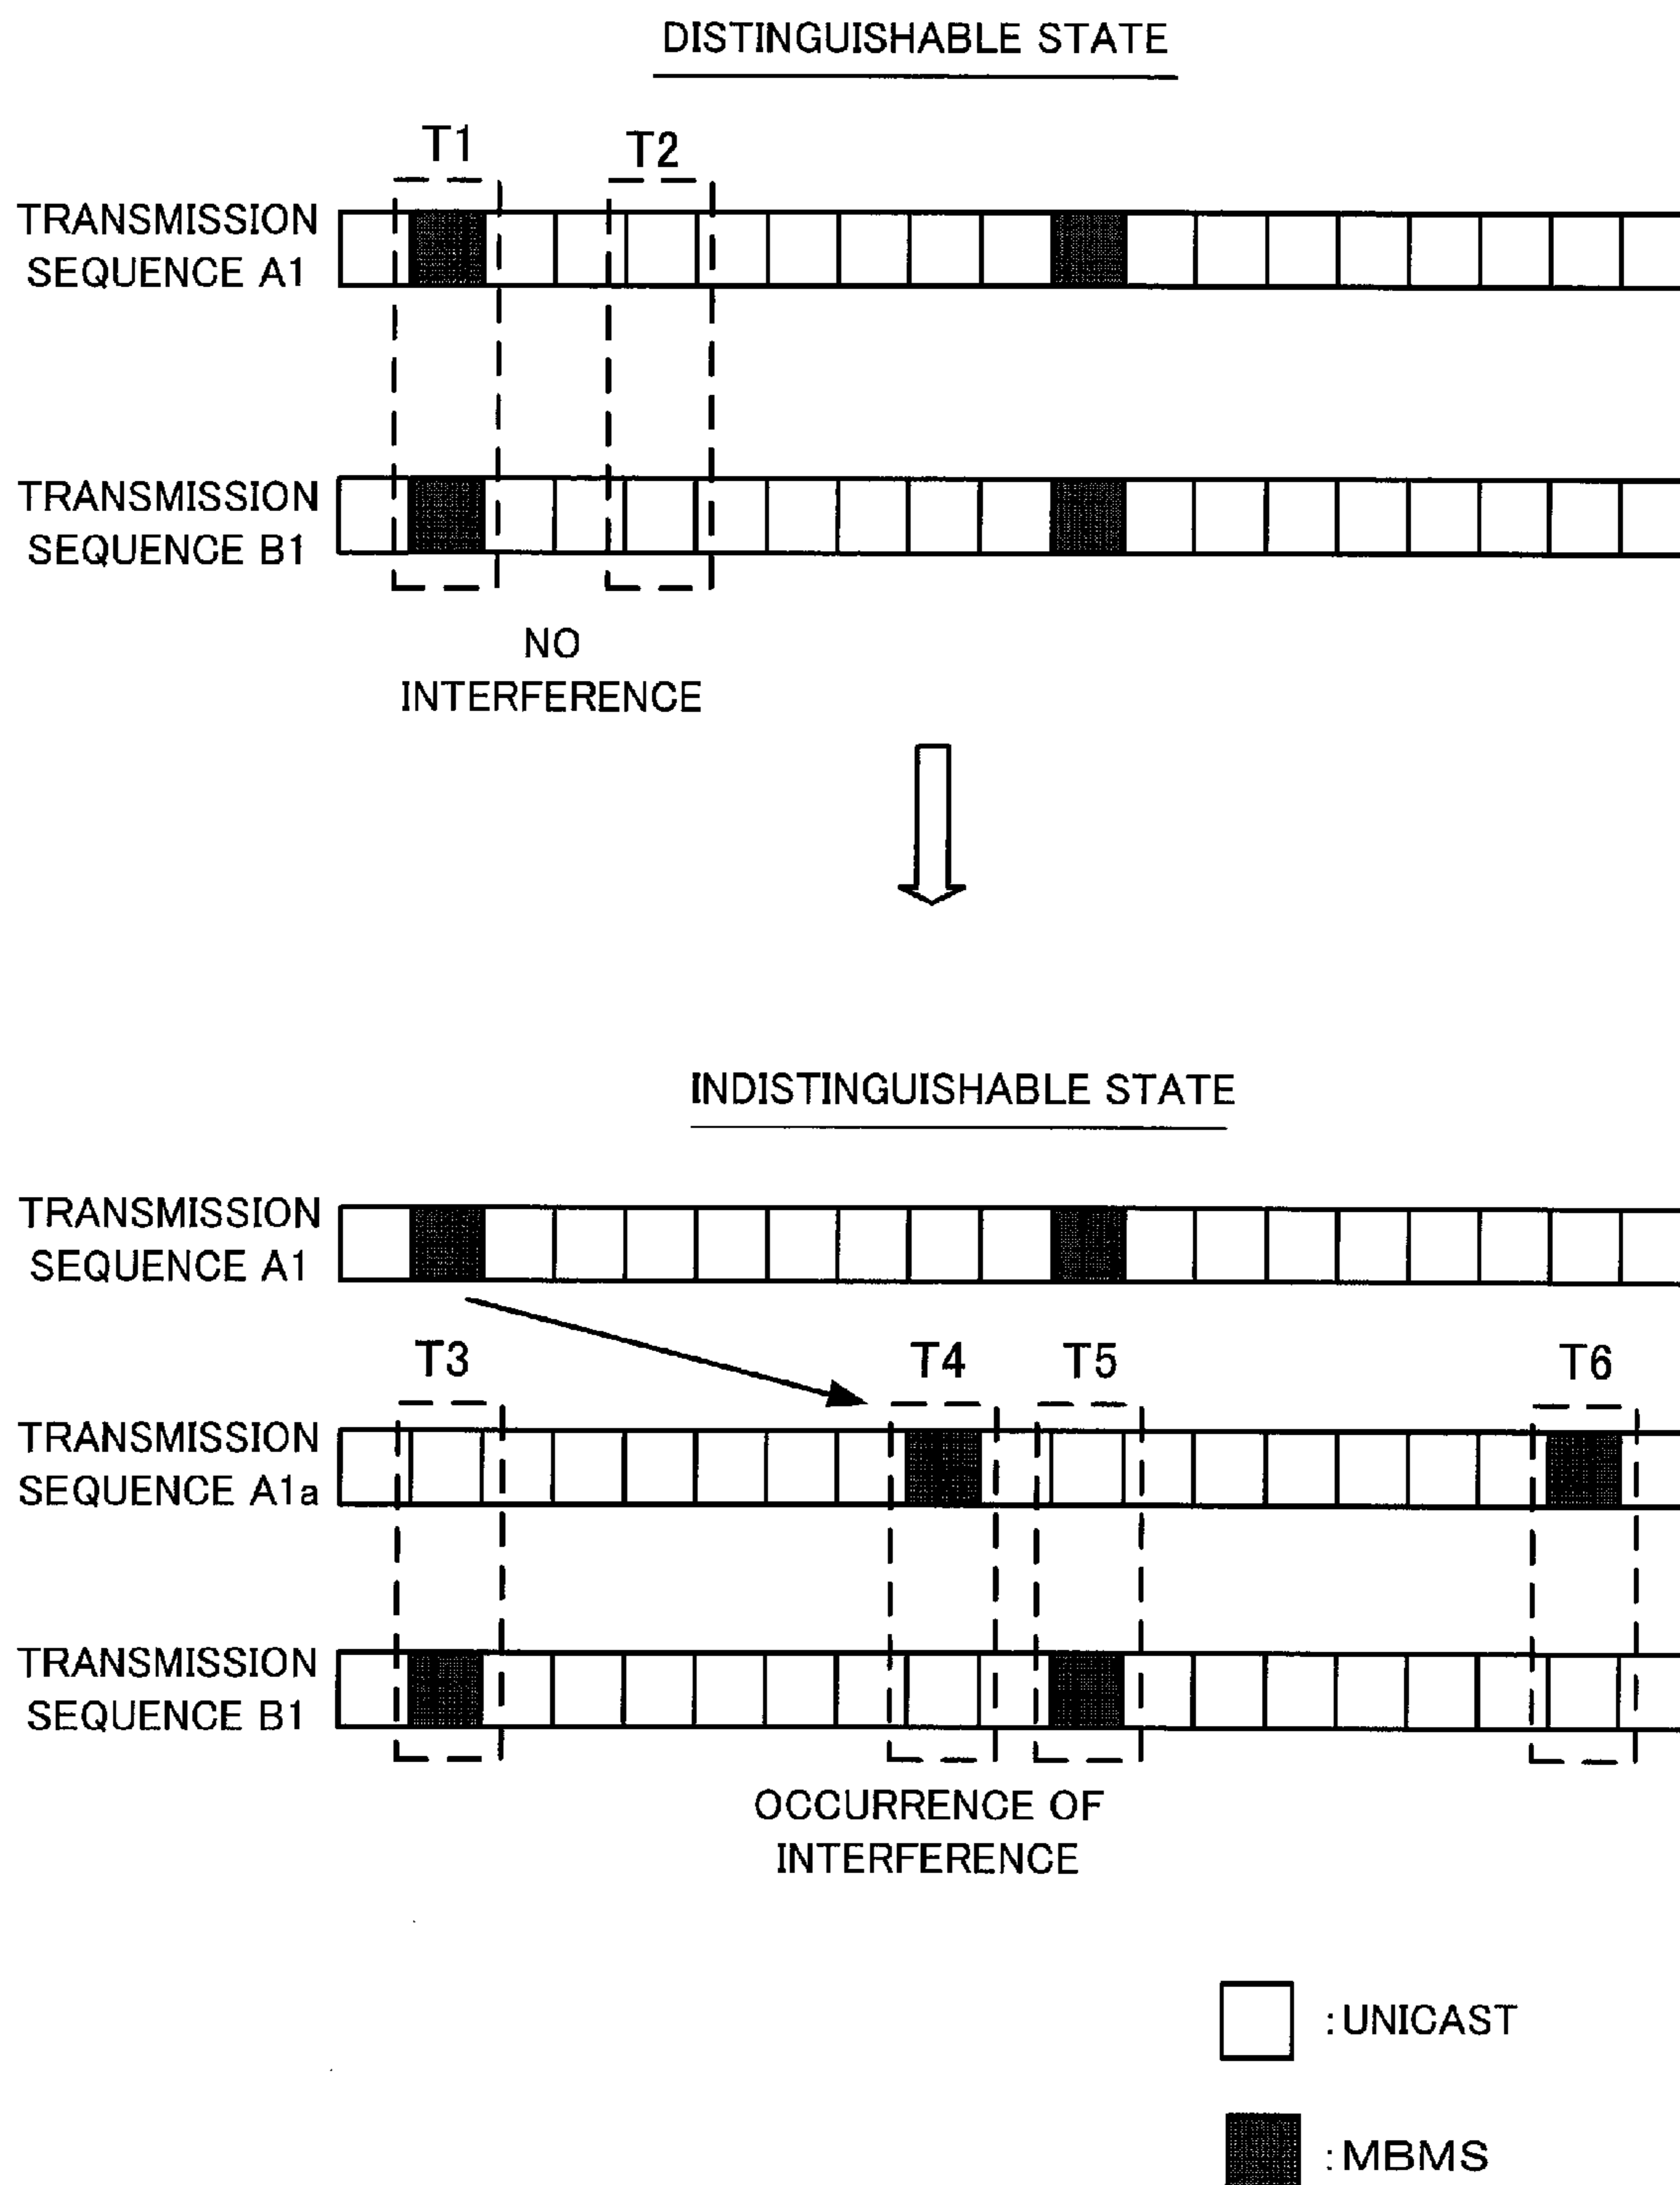 DISTINGUISHABLE STATE
T1
T2
TRANSMISSION
SEQUENCE A1
TRANSMISSION
SEQUENCE B1
NO
INTERFERENCE
INDISTINGUISHABLE STATE
TRANSMISSION
SEQUENCE A1
T3
T4
T5
T6
TRANSMISSION
SEQUENCE A1a
TRANSMISSION
SEQUENCE B1
OCCURRENCE OF
INTERFERENCE
:UNICAST
:MBMS